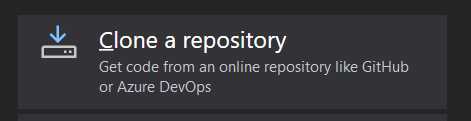 Clone a repository
Get code from an online repository like GitHub
or Azure DevOps